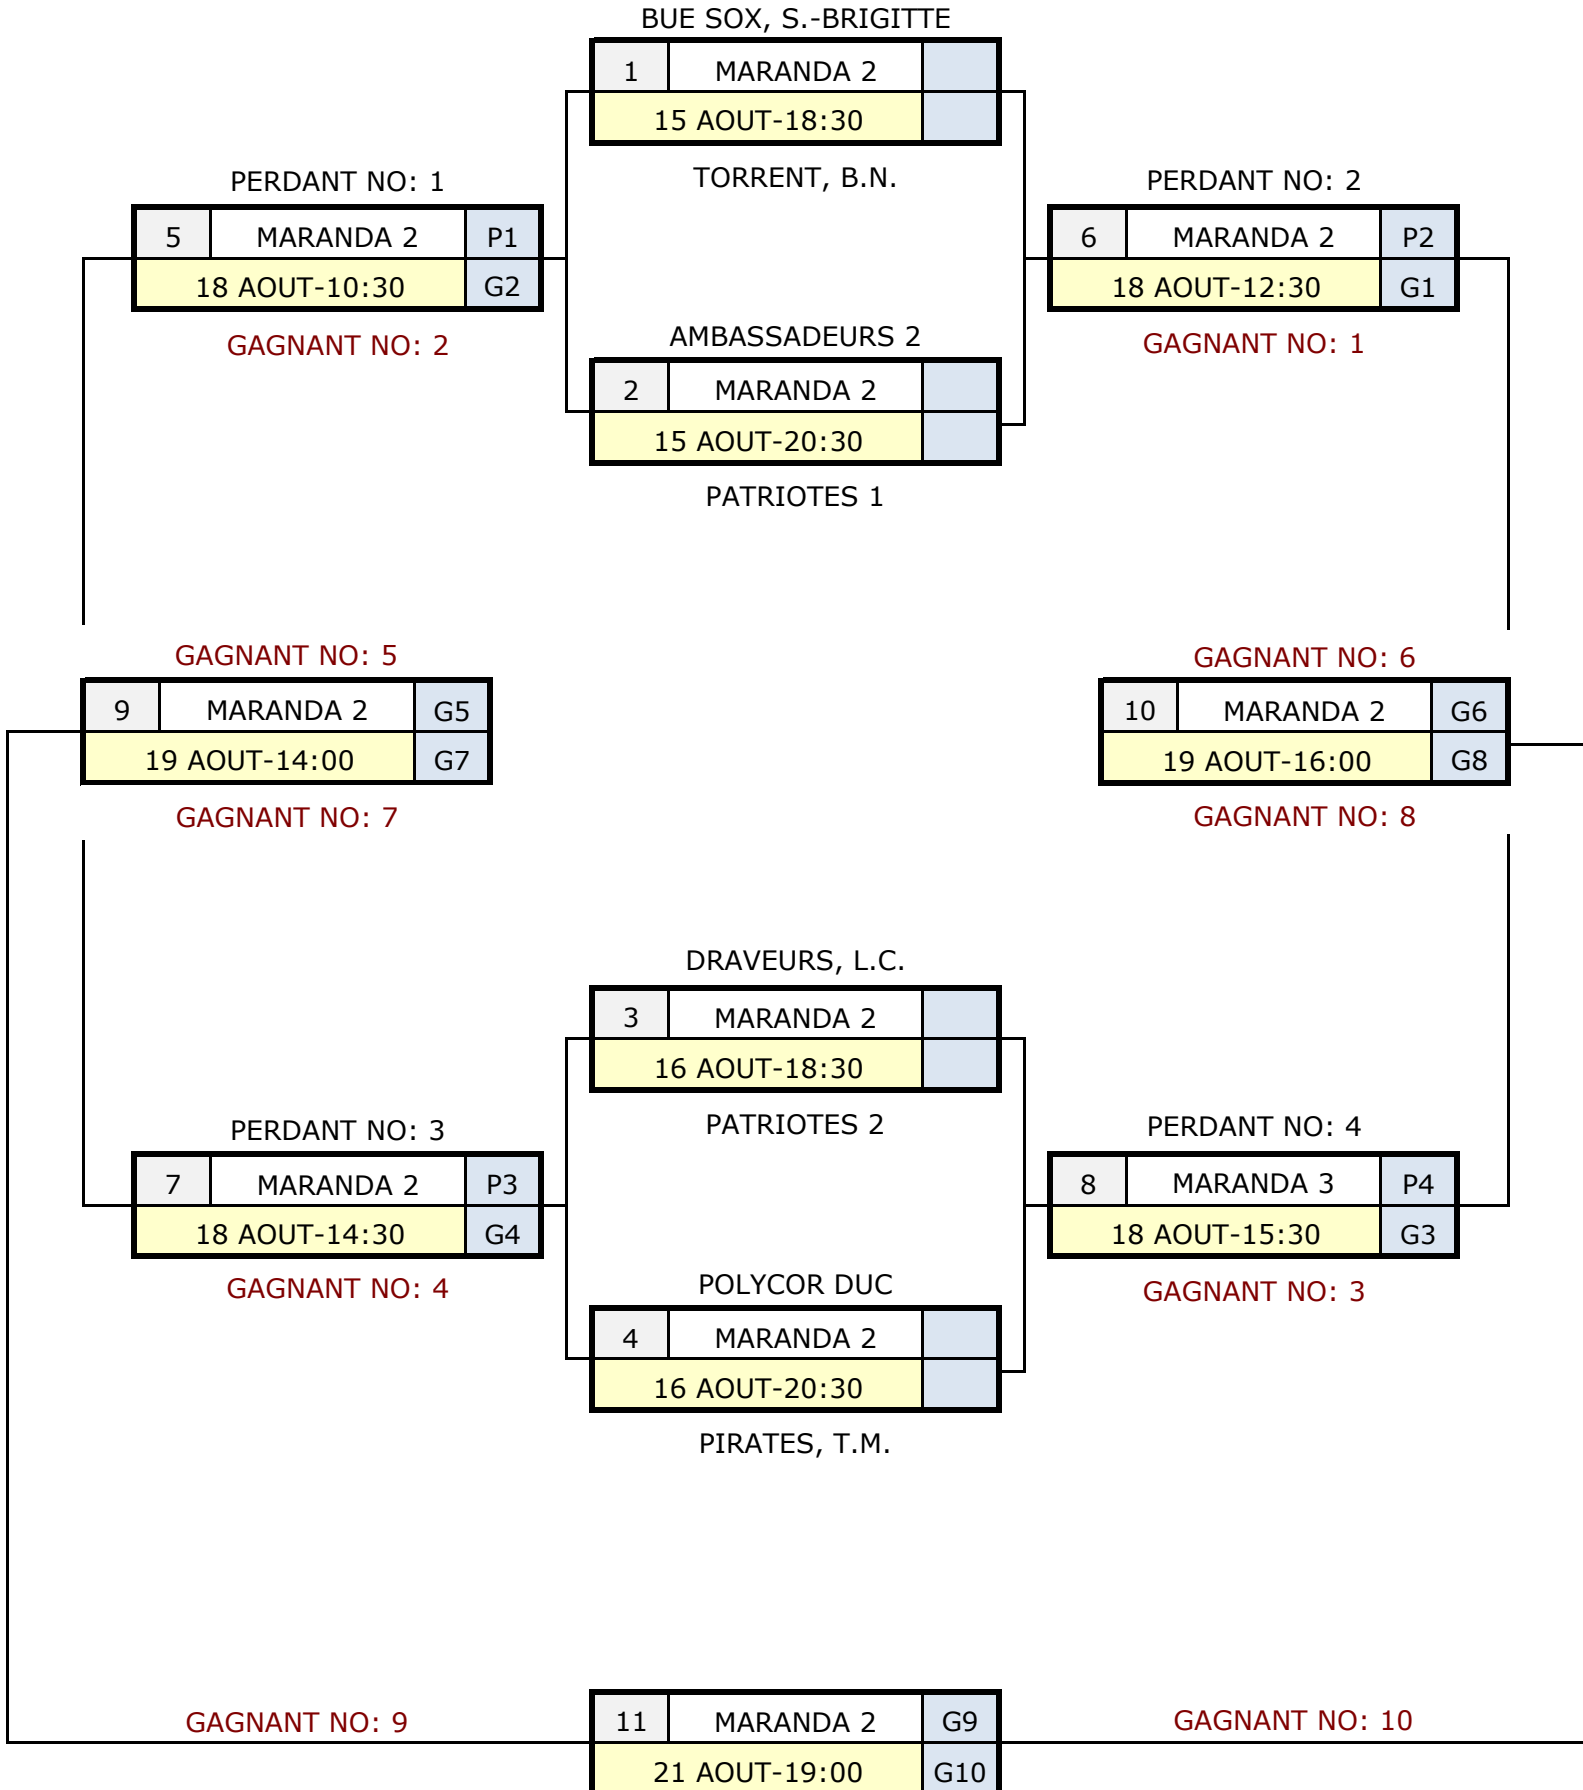 BUE SOX, S.-BRIGITTE
1 MARANDA 2
15 AOUT-18:30
TORRENT, B.N.
PERDANT NO: 1
5 MARANDA 2 P1
18 AOUT-10:30 G2
GAGNANT NO: 2
PERDANT NO: 2
6 MARANDA 2 P2
18 AOUT-12:30 G1
GAGNANT NO: 1
AMBASSADEURS 2
2 MARANDA 2
15 AOUT-20:30
PATRIOTES 1
GAGNANT NO: 5
9 MARANDA 2 G5
19 AOUT-14:00 G7
GAGNANT NO: 7
GAGNANT NO: 6
10 MARANDA 2 G6
19 AOUT-16:00 G8
GAGNANT NO: 8
DRAVEURS, L.C.
3 MARANDA 2
16 AOUT-18:30
PATRIOTES 2
PERDANT NO: 3
7 MARANDA 2 P3
18 AOUT-14:30 G4
GAGNANT NO: 4
PERDANT NO: 4
8 MARANDA 3 P4
18 AOUT-15:30 G3
GAGNANT NO: 3
POLYCOR DUC
4 MARANDA 2
16 AOUT-20:30
PIRATES, T.M.
GAGNANT NO: 9
11 MARANDA 2 G9
21 AOUT-19:00 G10
GAGNANT NO: 10